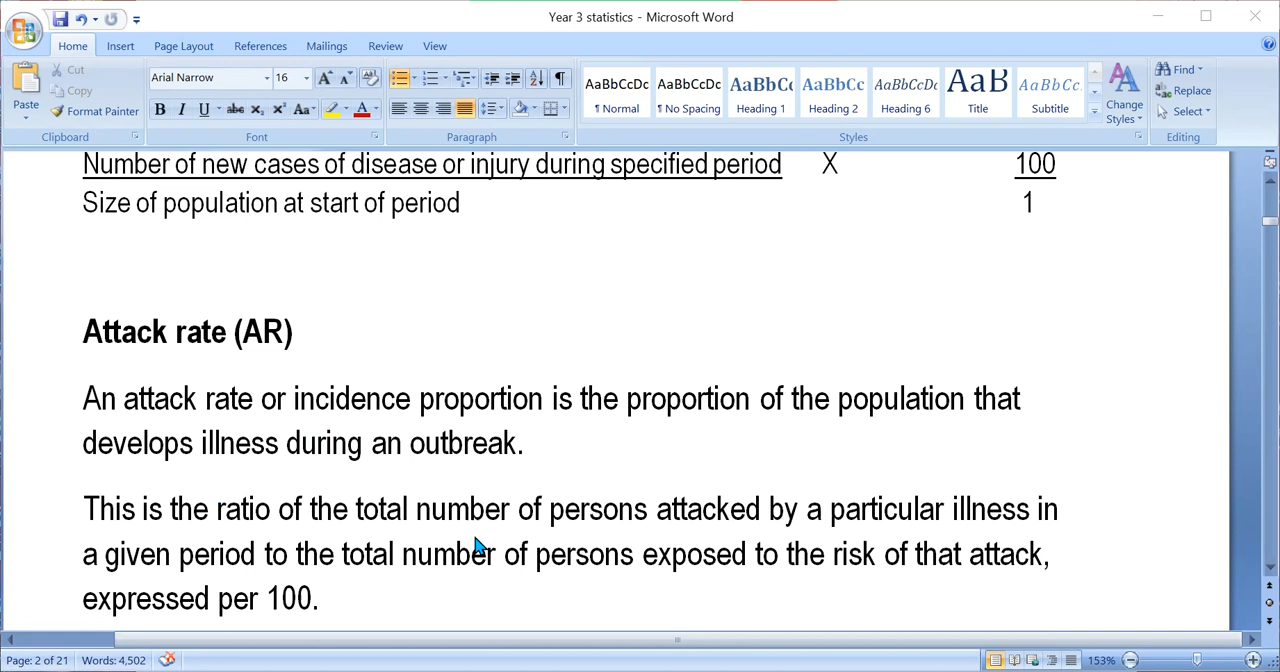 Year 3 statistics - Microsoft Word
Home Insert Page Layout References Mailings Review View
Paste
Cut
Copy
Format Painter
Clipboard
Arial Narrow 16
Font
Paragraph
AaBbCcDc AaBbCcDc AaBbCc AaBbCc AaBbCcDc AaB AaBbCc
¶ Normal ¶ No Spacing Heading 1 Heading 2 Heading 6 Title Subtitle
Change
Styles
Styles
Find
Replace
Select
Editing
Number of new cases of disease or injury during specified period X 100
Size of population at start of period 1
Attack rate (AR)
An attack rate or incidence proportion is the proportion of the population that
develops illness during an outbreak.
This is the ratio of the total number of persons attacked by a particular illness in
a given period to the total number of persons exposed to the risk of that attack,
expressed per 100.
Page: 2 of 21 Words: 4,502 153%